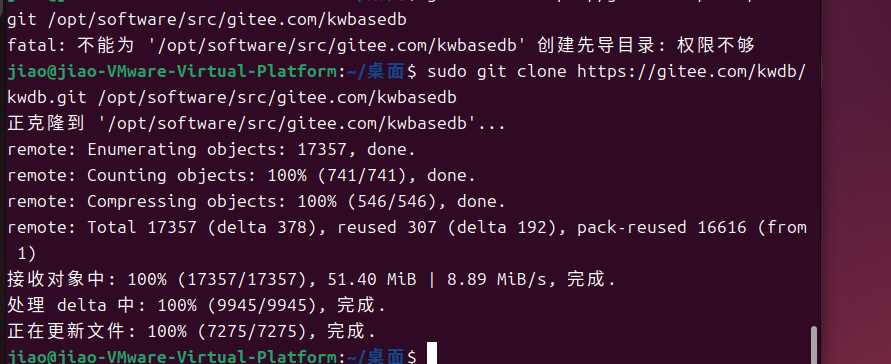 git /opt/software/src/gitee.com/kwbasedb
fatal: 不能为 '/opt/software/src/gitee.com/kwbasedb' 创建先导目录: 权限不够
jiao@jiao-VMware-Virtual-Platform:~/桌面$ sudo git clone https://gitee.com/kwdb/
kwdb.git /opt/software/src/gitee.com/kwbasedb
正克隆到 '/opt/software/src/gitee.com/kwbasedb'...
remote: Enumerating objects: 17357, done.
remote: Counting objects: 100% (741/741), done.
remote: Compressing objects: 100% (546/546), done.
remote: Total 17357 (delta 378), reused 307 (delta 192), pack-reused 16616 (from
 1)
接收对象中: 100% (17357/17357), 51.40 MiB | 8.89 MiB/s, 完成.
处理 delta 中: 100% (9945/9945), 完成.
正在更新文件: 100% (7275/7275), 完成.
jiao@jiao-VMware-Virtual-Platform:~/桌面$